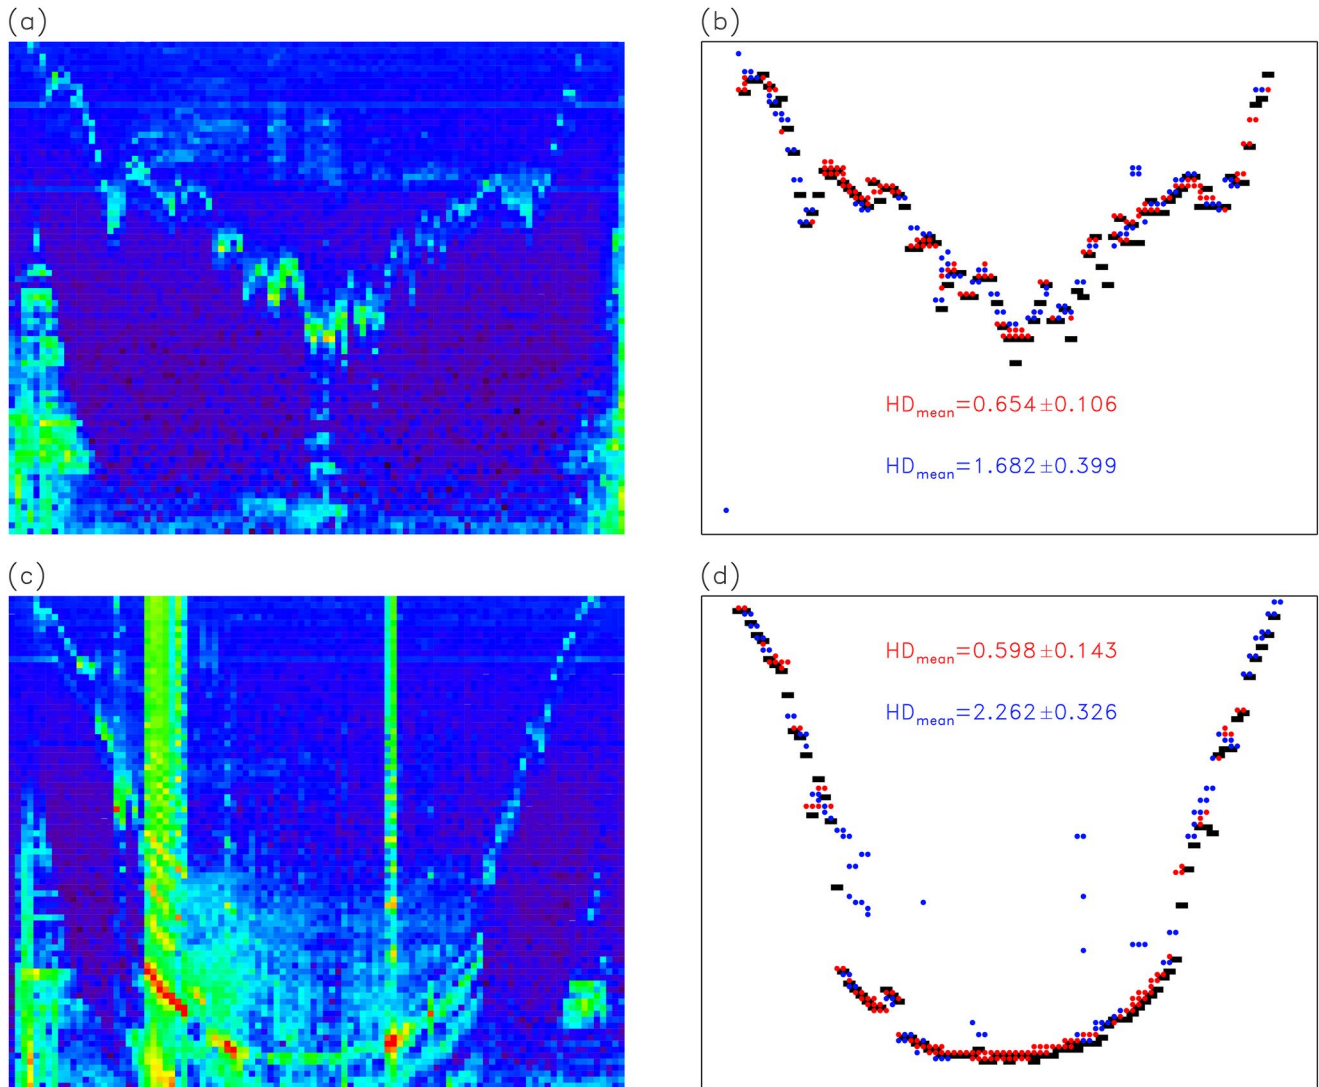 (a)
(b)
HDmean=0.654±0.106
HDmean=1.682±0.399
(c)
(d)
HDmean=0.598±0.143
HDmean=2.262±0.326